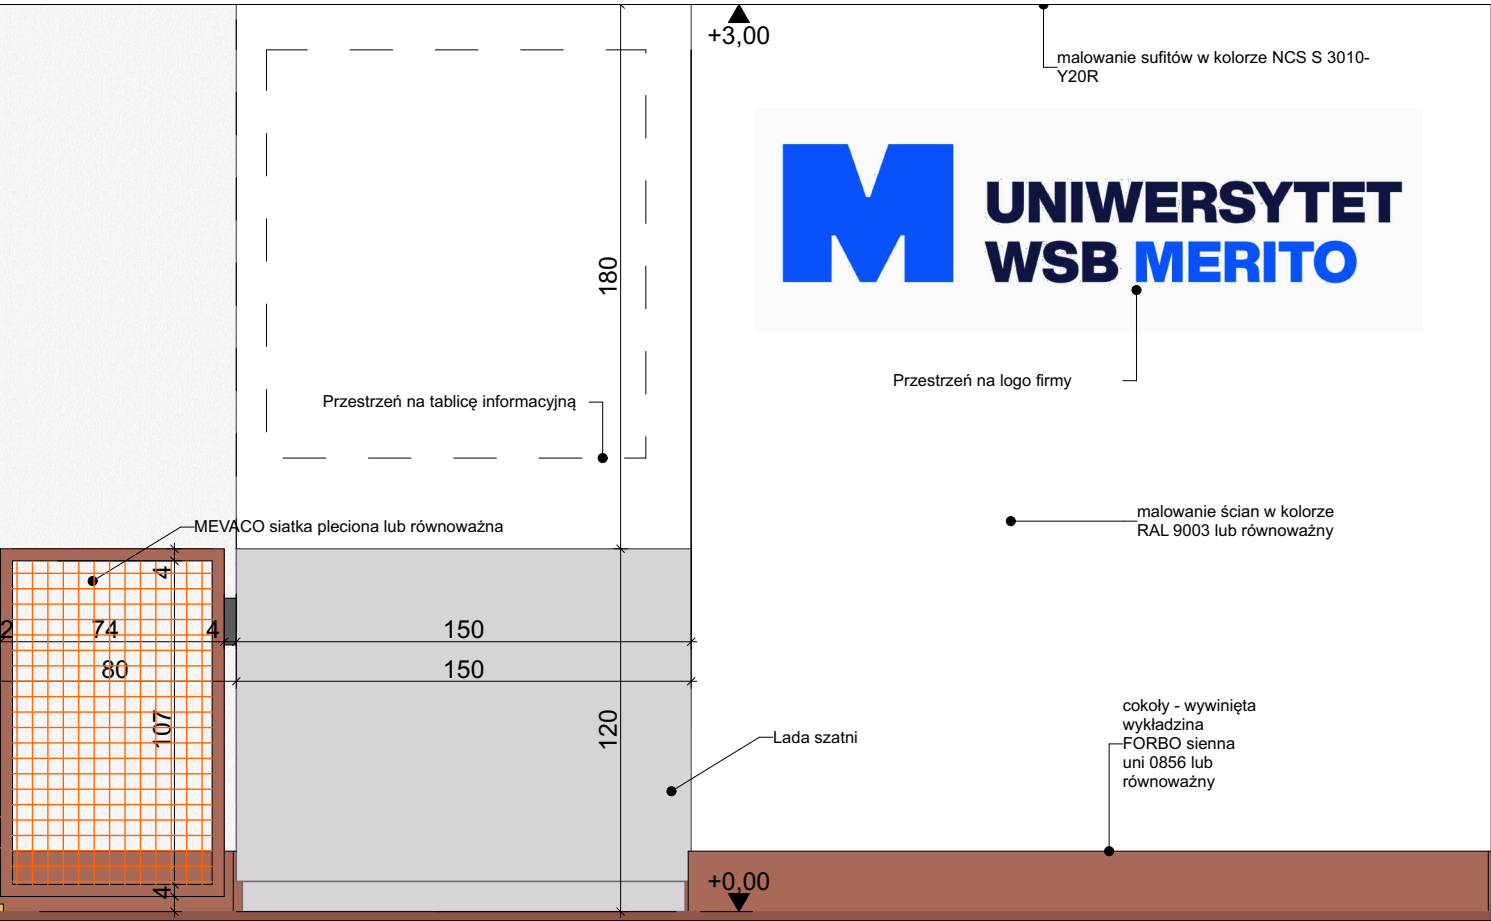 +3,00
malowanie sufitów w kolorze NCS S 3010-
Y20R
UNIWERSYTET
WSB MERITO
180
Przestrzeń na logo firmy
Przestrzeń na tablicę informacyjną
malowanie ścian w kolorze
RAL 9003 lub równoważny
MEVACO siatka pleciona lub równoważna
4
2
74
4
150
80
150
107
120
Lada szatni
cokoły - wywinięta
wykładzina
FORBO sienna
uni 0856 lub
równoważny
4
+0,00